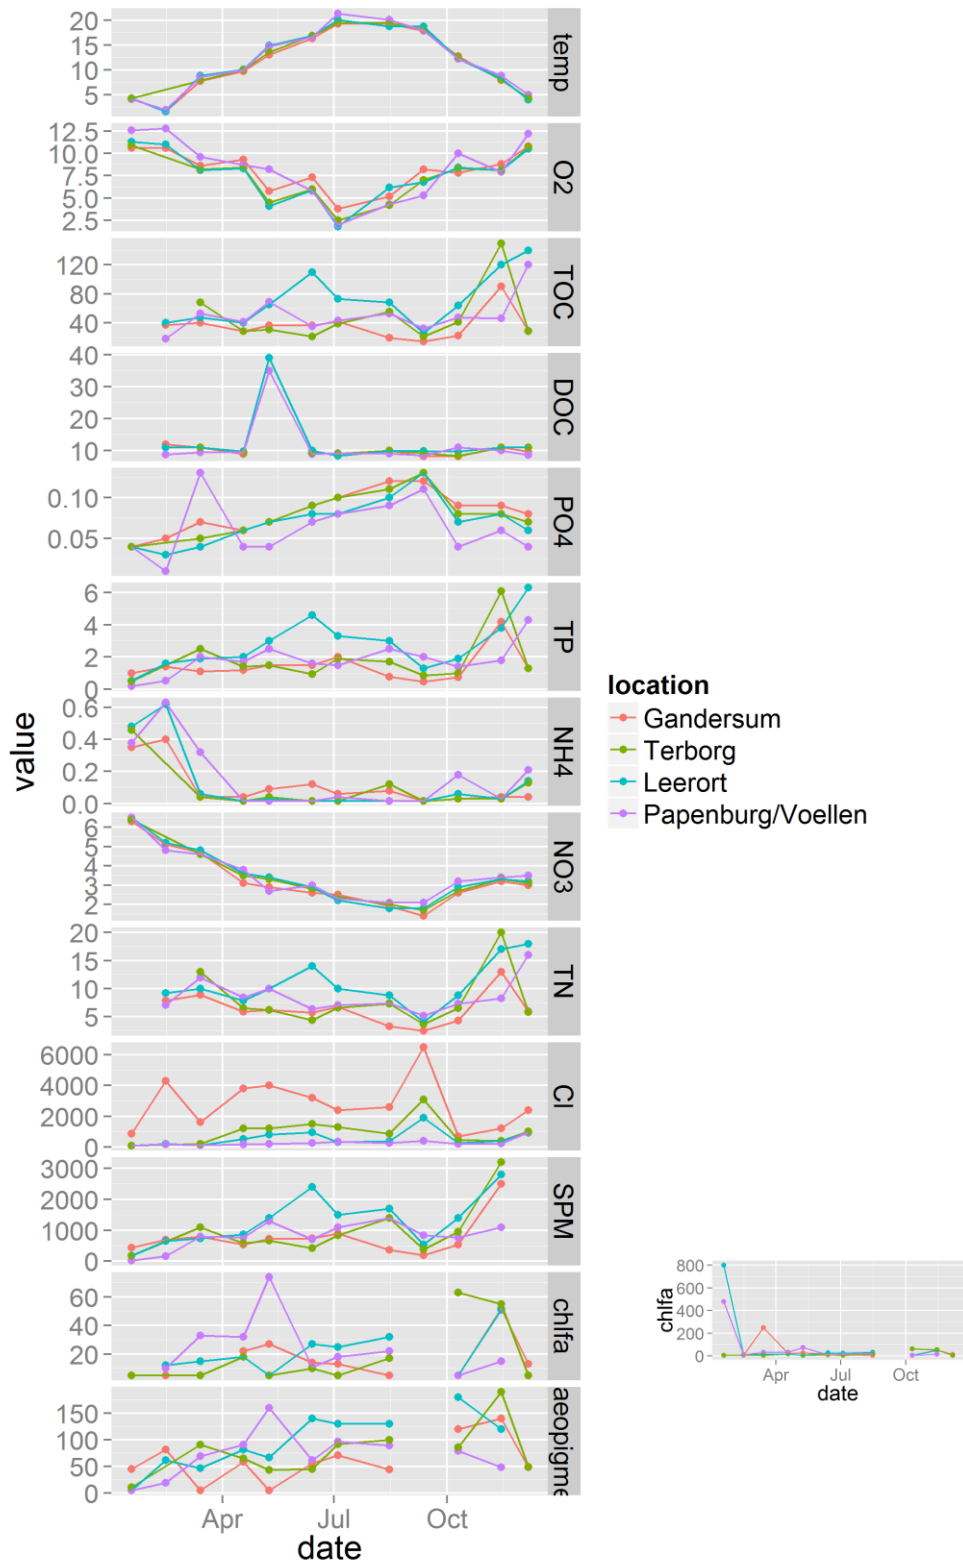 20
15
10
5
temp
12.5
10.0
7.5
5.0
2.5
O2
120
80
40
TOC
40
30
20
10
DOC
0.10
0.05
PO4
6
4
2
0
TP
0.6
0.4
0.2
0.0
NH4
6
5
4
3
2
NO3
20
15
10
5
TN
6000
4000
2000
0
Cl
3000
2000
1000
0
SPM
60
40
20
chlfa
150
100
50
0
aeopigme
Apr Jul Oct
date
value
location
Gandersum
Terborg
Leerort
Papenburg/Voellen
800
600
400
200
0
chlfa
Apr Jul Oct
date